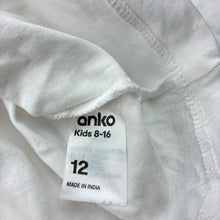 anko
Kids 8-16
12
MADE IN INDIA